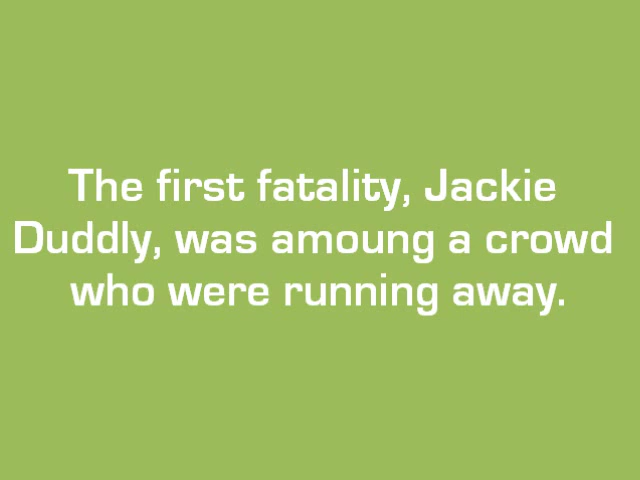 The first fatality, Jackie
Duddly, was amoung a crowd
who were running away.